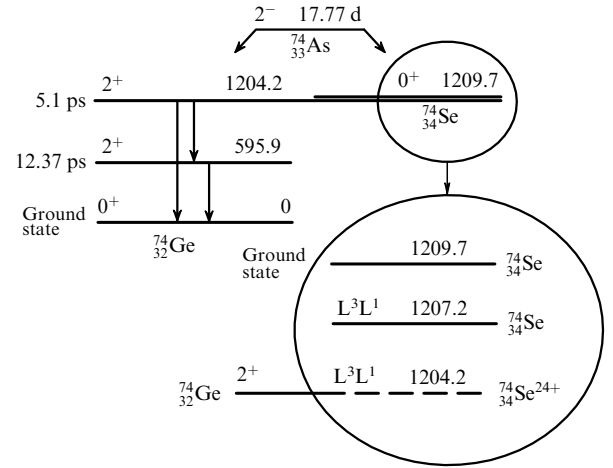 2⁻ 17.77 d
⁷⁴₃₃As
2⁺ 1204.2 0⁺ 1209.7
5.1 ps ⁷⁴₃₄Se
2⁺ 595.9
12.37 ps
0⁺ 0
Ground
state
⁷⁴₃₂Ge
Ground
state
1209.7 ⁷⁴₃₄Se
L³L¹ 1207.2 ⁷⁴₃₄Se
⁷⁴₃₂Ge 2⁺ L³L¹ 1204.2 ⁷⁴₃₄Se²⁴⁺